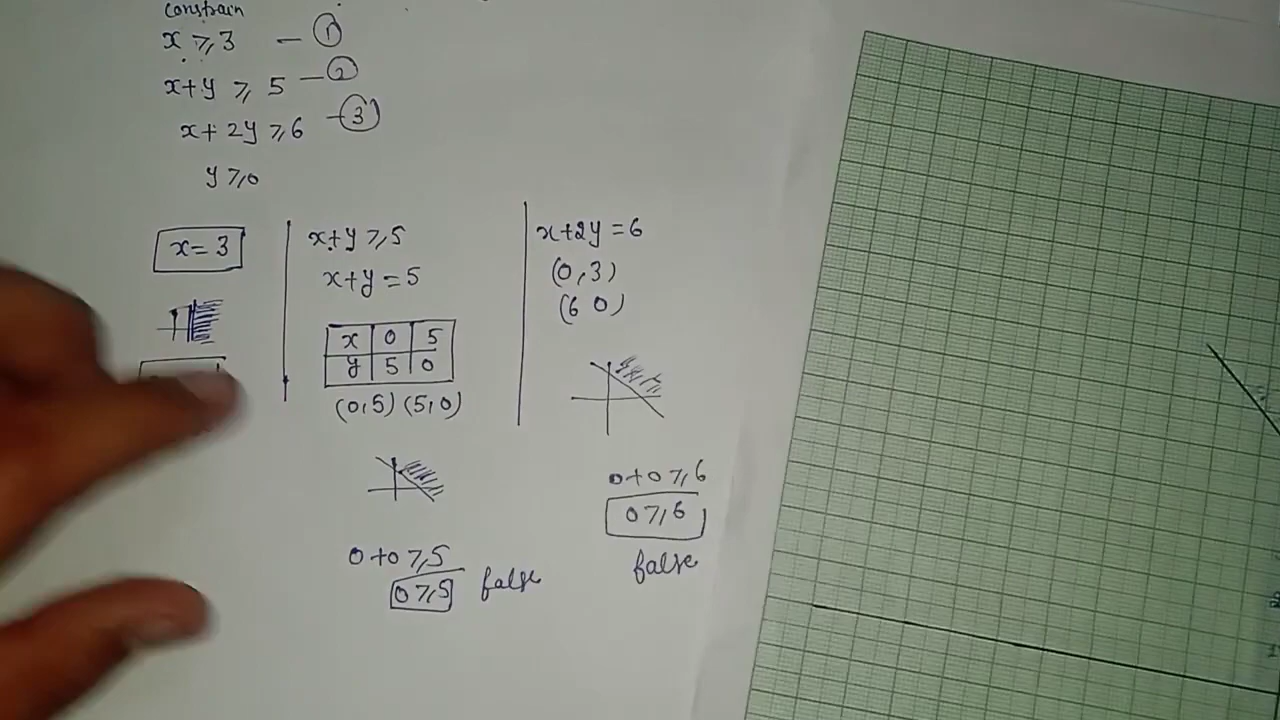 constrain
x ⩾ 3 — ①
x+y ⩾ 5 — ②
x+2y ⩾ 6 — ③
y ⩾ 0
x = 3
x+y ⩾ 5
x+y = 5
x 0 5
y 5 0
(0,5) (5,0)
0+0 ⩾ 5
0 ⩾ 5 false
x+2y = 6
(0,3)
(6 0)
0+0 ⩾ 6
0 ⩾ 6
false